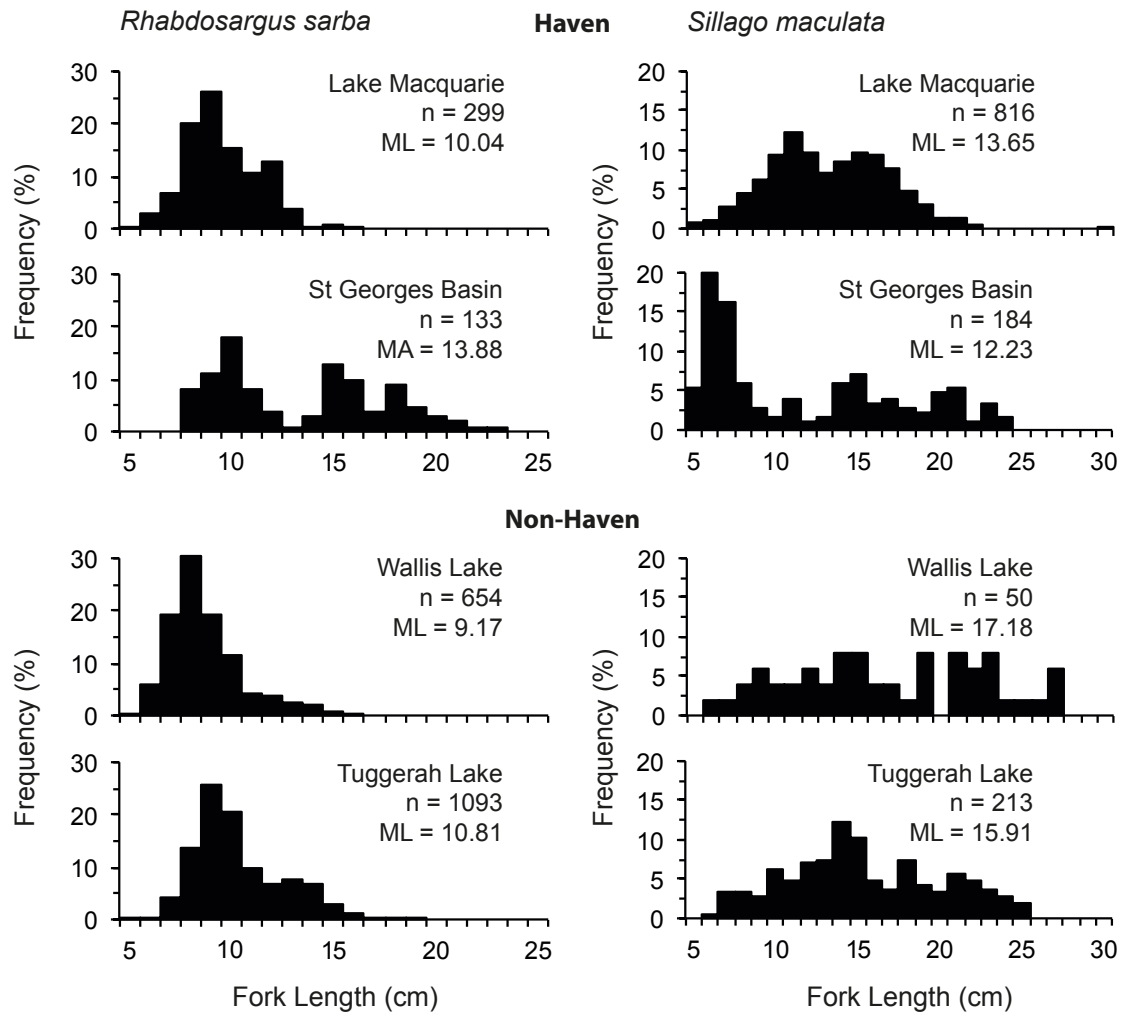 Rhabdosargus sarba
Haven
Sillago maculata
Frequency (%)
30
20
10
0
Lake Macquarie
n = 299
ML = 10.04
20
15
10
5
0
Lake Macquarie
n = 816
ML = 13.65
30
20
10
0
St Georges Basin
n = 133
MA = 13.88
5
10
15
20
25
Frequency (%)
20
15
10
5
0
St Georges Basin
n = 184
ML = 12.23
5
10
15
20
25
30
Non-Haven
Frequency (%)
30
20
10
0
Wallis Lake
n = 654
ML = 9.17
20
15
10
5
0
Wallis Lake
n = 50
ML = 17.18
30
20
10
0
Tuggerah Lake
n = 1093
ML = 10.81
5
10
15
20
25
Fork Length (cm)
Frequency (%)
20
15
10
5
0
Tuggerah Lake
n = 213
ML = 15.91
5
10
15
20
25
30
Fork Length (cm)